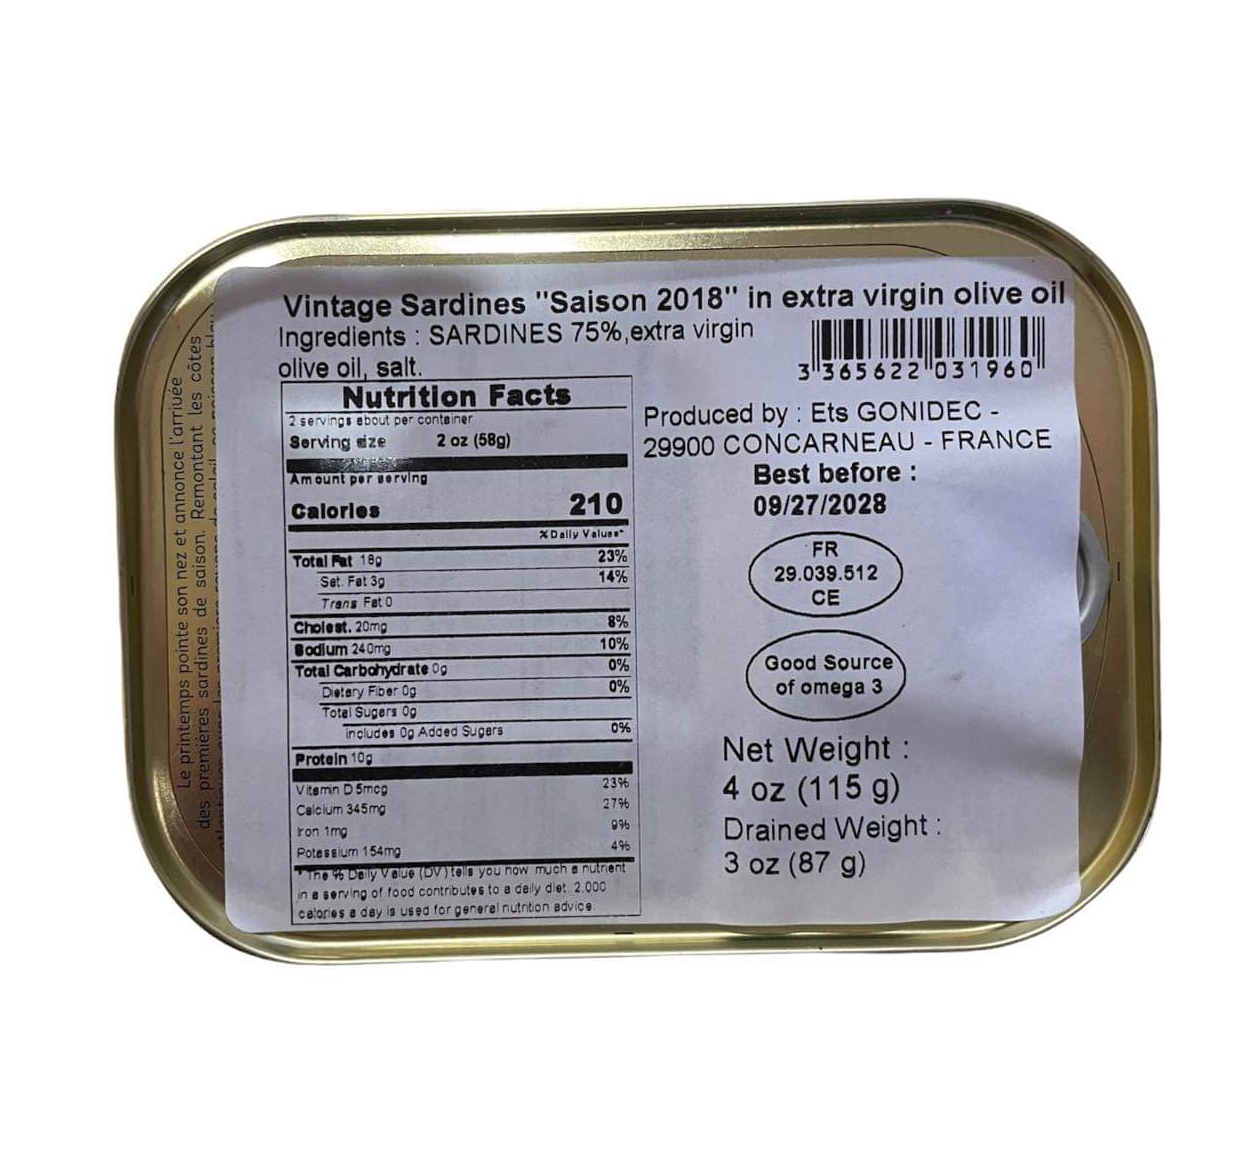 Vintage Sardines "Saison 2018" in extra virgin olive oil
Ingredients : SARDINES 75%,extra virgin
olive oil, salt.
3 365622 031960
Nutrition Facts
2 servings about per container
Serving size 2 oz (58g)
Amount per serving
Calories 210
% Daily Values*
Total Fat 18g 23%
Sat. Fat 3g 14%
Trans Fat 0
Cholest. 20mg 8%
Sodium 240mg 10%
Total Carbohydrate 0g 0%
Dietary Fiber 0g 0%
Total Sugars 0g
includes 0g Added Sugars 0%
Protein 10g
Vitamin D 5mcg 23%
Calcium 345mg 27%
Iron 1mg 9%
Potassium 154mg 4%
* The % Daily Value (DV) tells you how much a nutrient
in a serving of food contributes to a daily diet. 2,000
calories a day is used for general nutrition advice.
Produced by : Ets GONIDEC -
29900 CONCARNEAU - FRANCE
Best before :
09/27/2028
FR
29.039.512
CE
Good Source
of omega 3
Net Weight :
4 oz (115 g)
Drained Weight :
3 oz (87 g)
Le printemps pointe son nez et annonce l'arrivée
des premières sardines de saison. Remontant les côtes